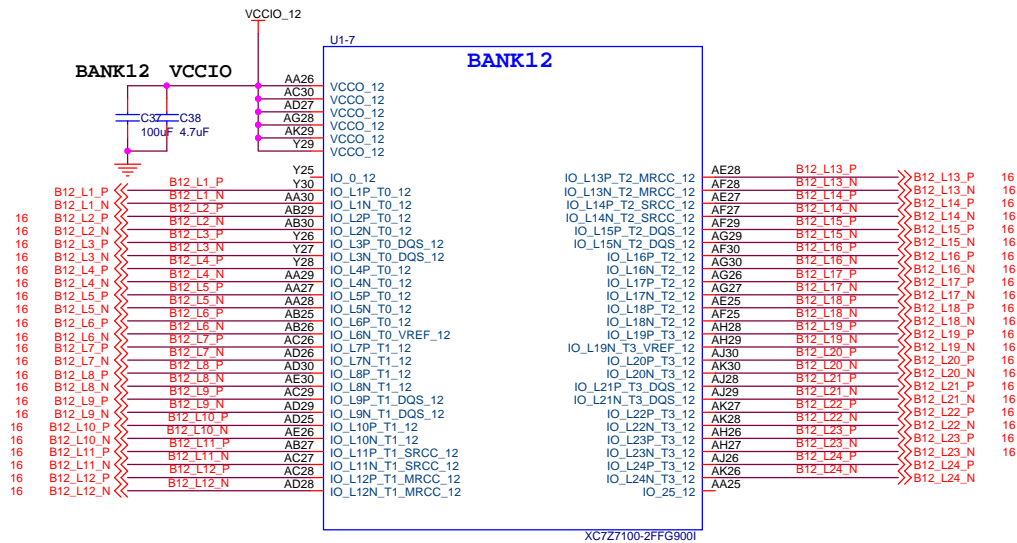 VCCIO_12
U1-7
BANK12
BANK12 VCCIO
AA26 VCCO_12
AC30 VCCO_12
AD27 VCCO_12
AG28 VCCO_12
AK29 VCCO_12
Y29 VCCO_12
C37 C38
100uF 4.7uF
Y25 IO_0_12
B12_L1_P B12_L1_P Y30 IO_L1P_T0_12
B12_L1_N B12_L1_N AA30 IO_L1N_T0_12
16 B12_L2_P B12_L2_P AB29 IO_L2P_T0_12
16 B12_L2_N B12_L2_N AB30 IO_L2N_T0_12
16 B12_L3_P B12_L3_P Y26 IO_L3P_T0_DQS_12
16 B12_L3_N B12_L3_N Y27 IO_L3N_T0_DQS_12
16 B12_L4_P B12_L4_P Y28 IO_L4P_T0_12
16 B12_L4_N B12_L4_N AA29 IO_L4N_T0_12
16 B12_L5_P B12_L5_P AA27 IO_L5P_T0_12
16 B12_L5_N B12_L5_N AA28 IO_L5N_T0_12
16 B12_L6_P B12_L6_P AB25 IO_L6P_T0_12
16 B12_L6_N B12_L6_N AB26 IO_L6N_T0_VREF_12
16 B12_L7_P B12_L7_P AC26 IO_L7P_T1_12
16 B12_L7_N B12_L7_N AD26 IO_L7N_T1_12
16 B12_L8_P B12_L8_P AD30 IO_L8P_T1_12
16 B12_L8_N B12_L8_N AE30 IO_L8N_T1_12
16 B12_L9_P B12_L9_P AC29 IO_L9P_T1_DQS_12
16 B12_L9_N B12_L9_N AD29 IO_L9N_T1_DQS_12
16 B12_L10_P B12_L10_P AD25 IO_L10P_T1_12
16 B12_L10_N B12_L10_N AE26 IO_L10N_T1_12
16 B12_L11_P B12_L11_P AB27 IO_L11P_T1_SRCC_12
16 B12_L11_N B12_L11_N AC27 IO_L11N_T1_SRCC_12
16 B12_L12_P B12_L12_P AC28 IO_L12P_T1_MRCC_12
16 B12_L12_N B12_L12_N AD28 IO_L12N_T1_MRCC_12
IO_L13P_T2_MRCC_12 AE28 B12_L13_P B12_L13_P 16
IO_L13N_T2_MRCC_12 AF28 B12_L13_N B12_L13_N 16
IO_L14P_T2_SRCC_12 AE27 B12_L14_P B12_L14_P 16
IO_L14N_T2_SRCC_12 AF27 B12_L14_N B12_L14_N 16
IO_L15P_T2_DQS_12 AF29 B12_L15_P B12_L15_P 16
IO_L15N_T2_DQS_12 AG29 B12_L15_N B12_L15_N 16
IO_L16P_T2_12 AF30 B12_L16_P B12_L16_P 16
IO_L16N_T2_12 AG30 B12_L16_N B12_L16_N 16
IO_L17P_T2_12 AG26 B12_L17_P B12_L17_P 16
IO_L17N_T2_12 AG27 B12_L17_N B12_L17_N 16
IO_L18P_T2_12 AE25 B12_L18_P B12_L18_P 16
IO_L18N_T2_12 AF25 B12_L18_N B12_L18_N 16
IO_L19P_T3_12 AH28 B12_L19_P B12_L19_P 16
IO_L19N_T3_VREF_12 AH29 B12_L19_N B12_L19_N 16
IO_L20P_T3_12 AJ30 B12_L20_P B12_L20_P 16
IO_L20N_T3_12 AK30 B12_L20_N B12_L20_N 16
IO_L21P_T3_DQS_12 AJ28 B12_L21_P B12_L21_P 16
IO_L21N_T3_DQS_12 AJ29 B12_L21_N B12_L21_N 16
IO_L22P_T3_12 AK27 B12_L22_P B12_L22_P 16
IO_L22N_T3_12 AK28 B12_L22_N B12_L22_N 16
IO_L23P_T3_12 AH26 B12_L23_P B12_L23_P 16
IO_L23N_T3_12 AH27 B12_L23_N B12_L23_N 16
IO_L24P_T3_12 AJ26 B12_L24_P B12_L24_P
IO_L24N_T3_12 AK26 B12_L24_N B12_L24_N
IO_25_12 AA25
XC7Z7100-2FFG900I